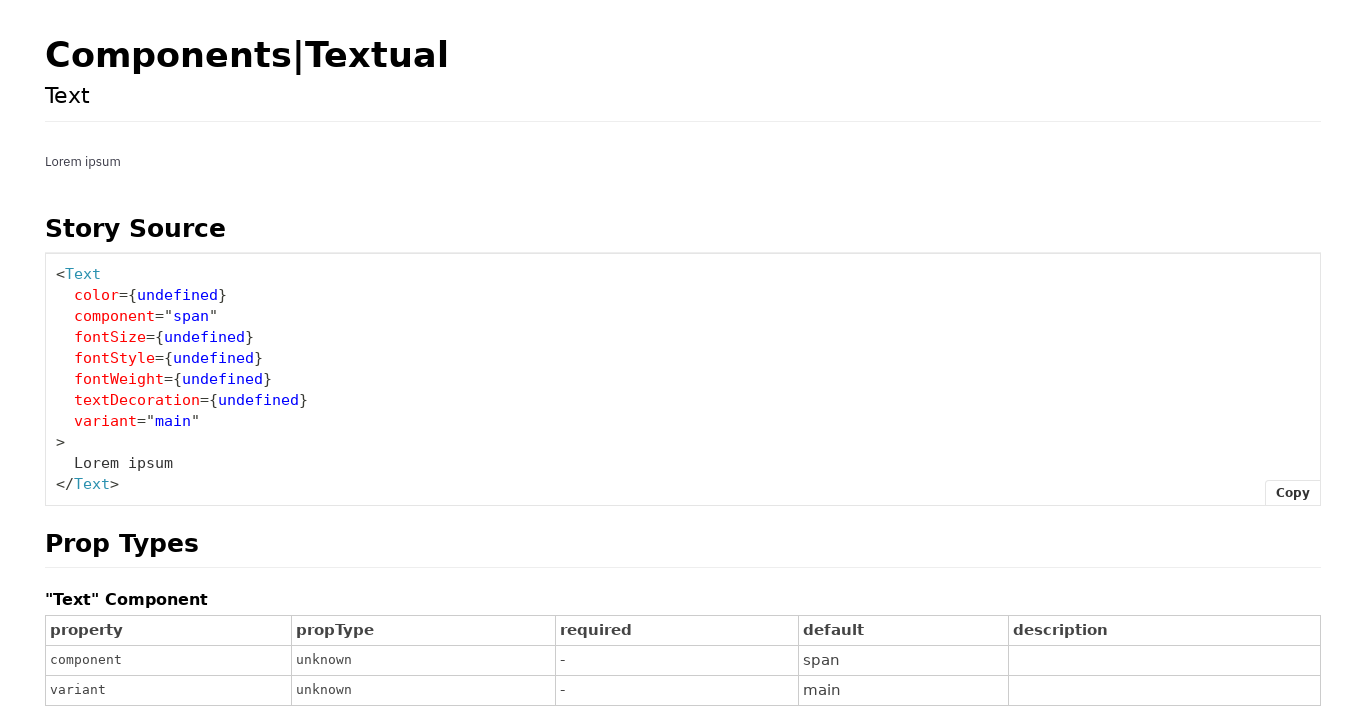 Components|Textual
Text
Lorem ipsum
Story Source
<Text
  color={undefined}
  component="span"
  fontSize={undefined}
  fontStyle={undefined}
  fontWeight={undefined}
  textDecoration={undefined}
  variant="main"
>
  Lorem ipsum
</Text>
Copy
Prop Types
"Text" Component
property propType required default description
component unknown - span
variant unknown - main